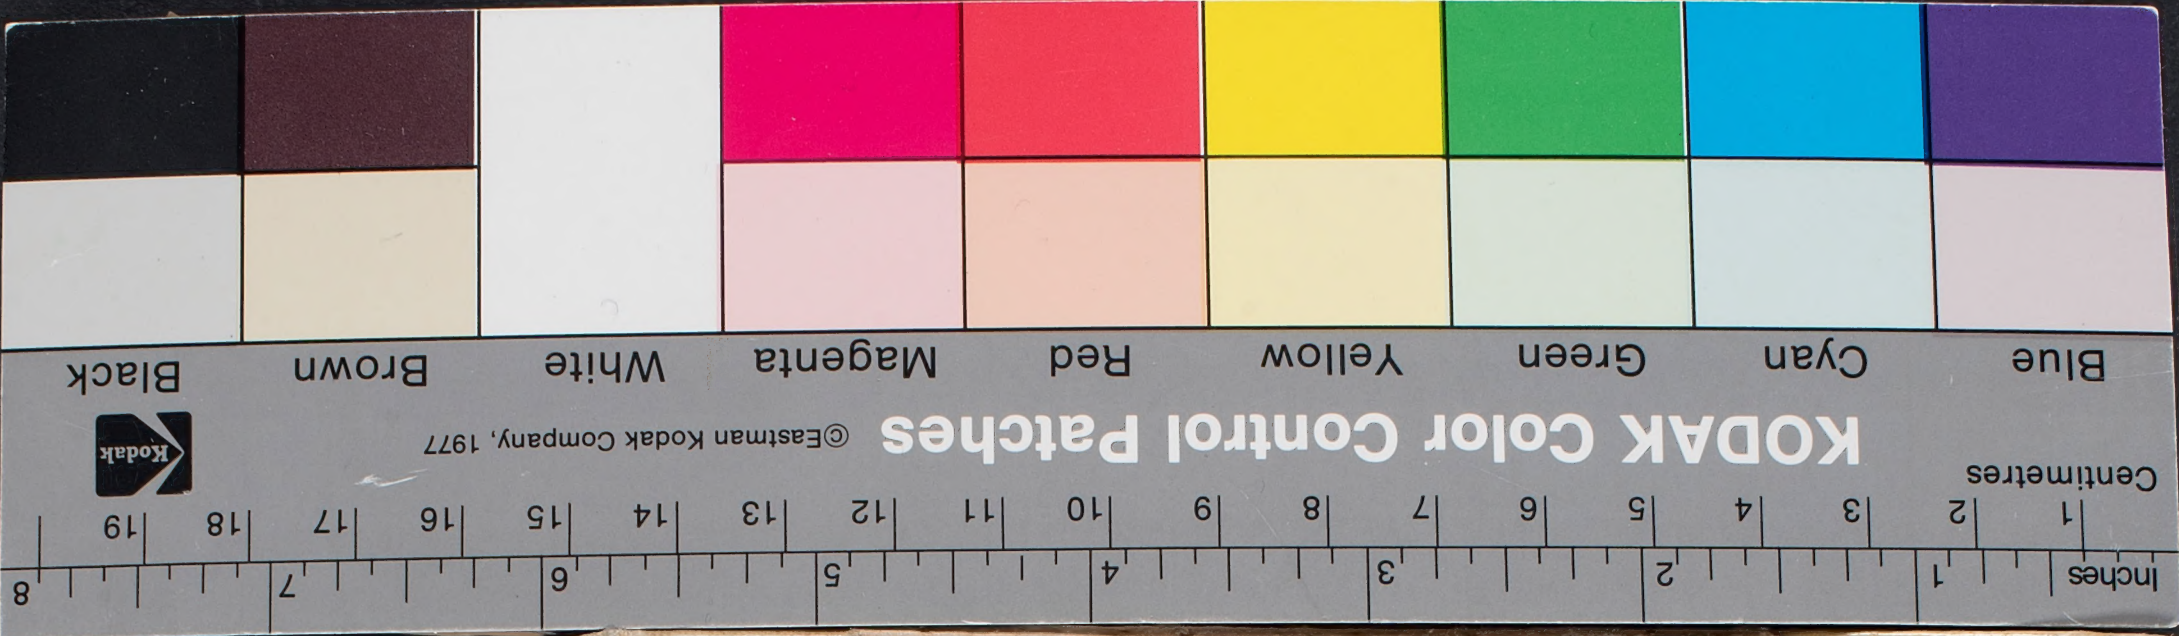 Inches 1 2 3 4 5 6 7 8
1 2 3 4 5 6 7 8 9 10 11 12 13 14 15 16 17 18 19
Centimetres
KODAK Color Control Patches ©Eastman Kodak Company, 1977 Kodak
Blue Cyan Green Yellow Red Magenta White Brown Black